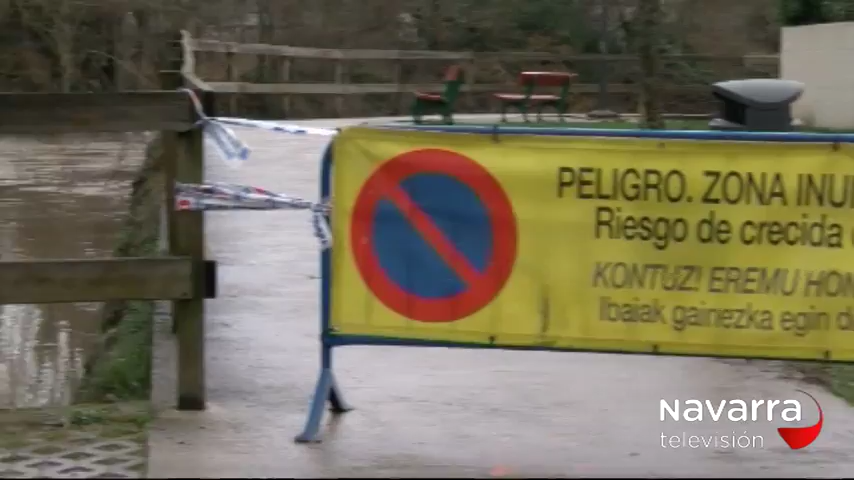 PELIGRO. ZONA INU
Riesgo de crecida
KONTUZ! EREMU HON
Ibaiak gainezka egin d
Navarra
televisión